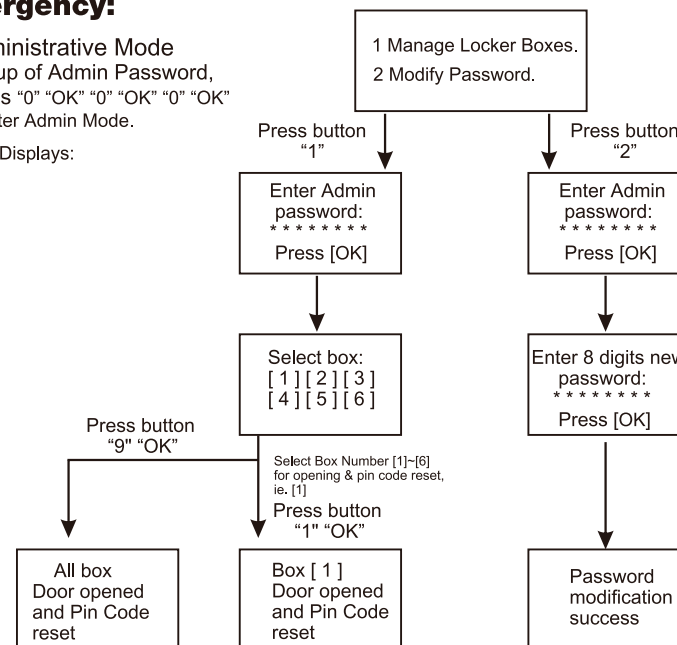 ergency:
ministrative Mode
up of Admin Password,
s “0” “OK” “0” “OK” “0” “OK”
ter Admin Mode.
Displays:
1 Manage Locker Boxes.
2 Modify Password.
Press button
“1”
Press button
“2”
Enter Admin
password:
* * * * * * * *
Press [OK]
Enter Admin
password:
* * * * * * * *
Press [OK]
Select box:
[ 1 ] [ 2 ] [ 3 ]
[ 4 ] [ 5 ] [ 6 ]
Enter 8 digits new
password:
* * * * * * * *
Press [OK]
Press button
“9" “OK”
Select Box Number [1]~[6]
for opening & pin code reset,
ie. [1]
Press button
“1" “OK”
All box
Door opened
and Pin Code
reset
Box [ 1 ]
Door opened
and Pin Code
reset
Password
modification
success